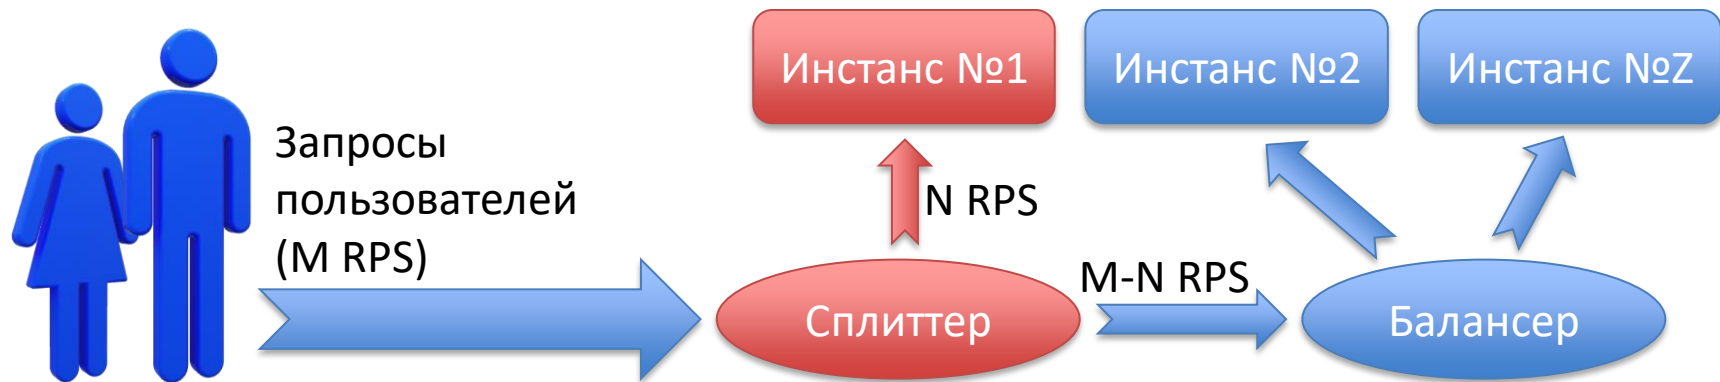 Инстанс №1
Инстанс №2
Инстанс №Z
Запросы
пользователей
(M RPS)
N RPS
M-N RPS
Сплиттер
Балансер